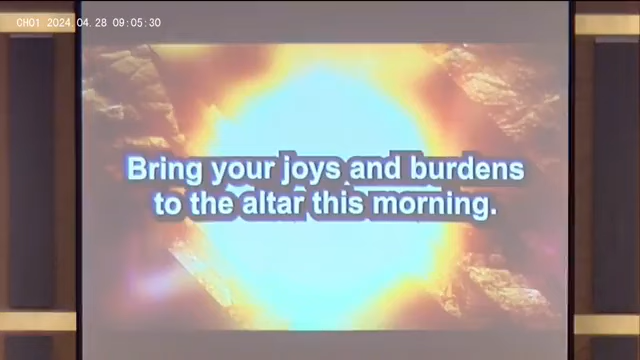 CH01 2024.04.28 09:05:30
Bring your joys and burdens
to the altar this morning.